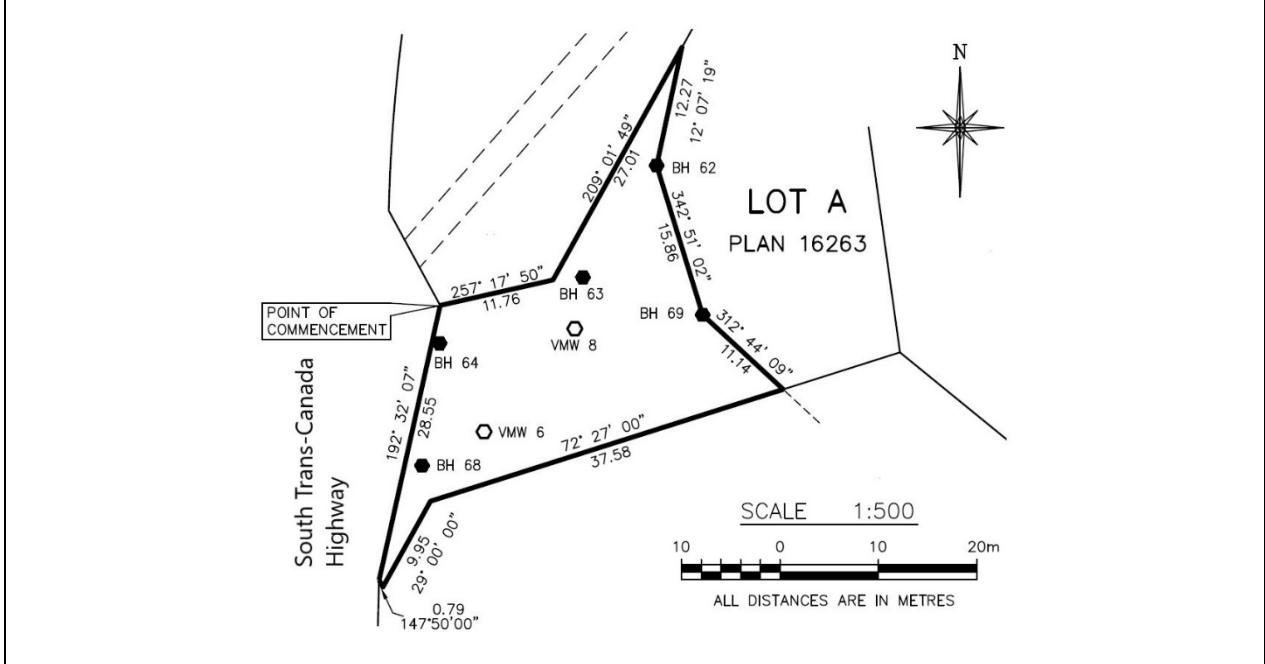 N
12.27
12° 07' 19"
209° 01' 49"
27.01
BH 62
LOT A
PLAN 16263
342° 51' 02"
15.86
257° 17' 50"
11.76
BH 63
POINT OF
COMMENCEMENT
BH 69
312° 44' 09"
11.14
VMW 8
BH 64
South Trans-Canada
Highway
192° 32' 07"
28.55
VMW 6
72° 27' 00"
37.58
BH 68
9.95
29° 00' 00"
0.79
147°50'00"
SCALE 1:500
10 0 10 20m
ALL DISTANCES ARE IN METRES